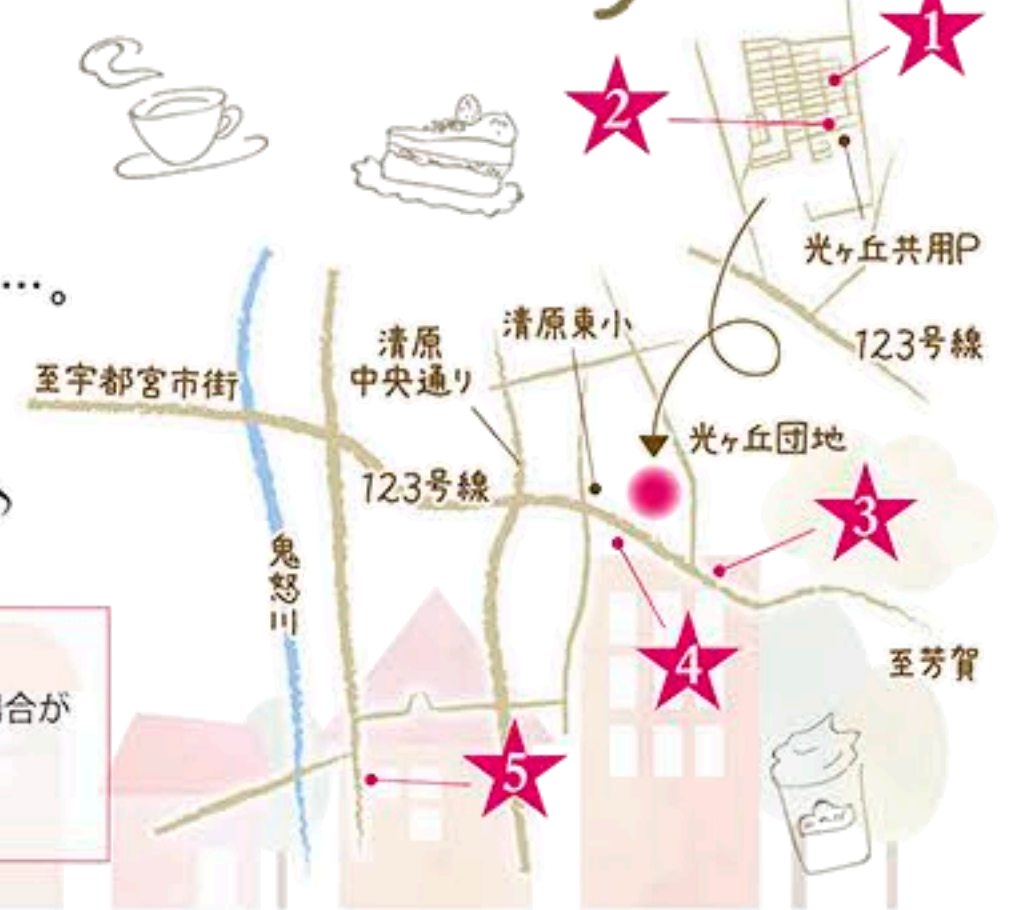 1
2
光ヶ丘共用P
…。
123号線
清原東小
清原
中央通り
至宇都宮市街
光ヶ丘団地
123号線
3
鬼怒川
4
至芳賀
合が
5